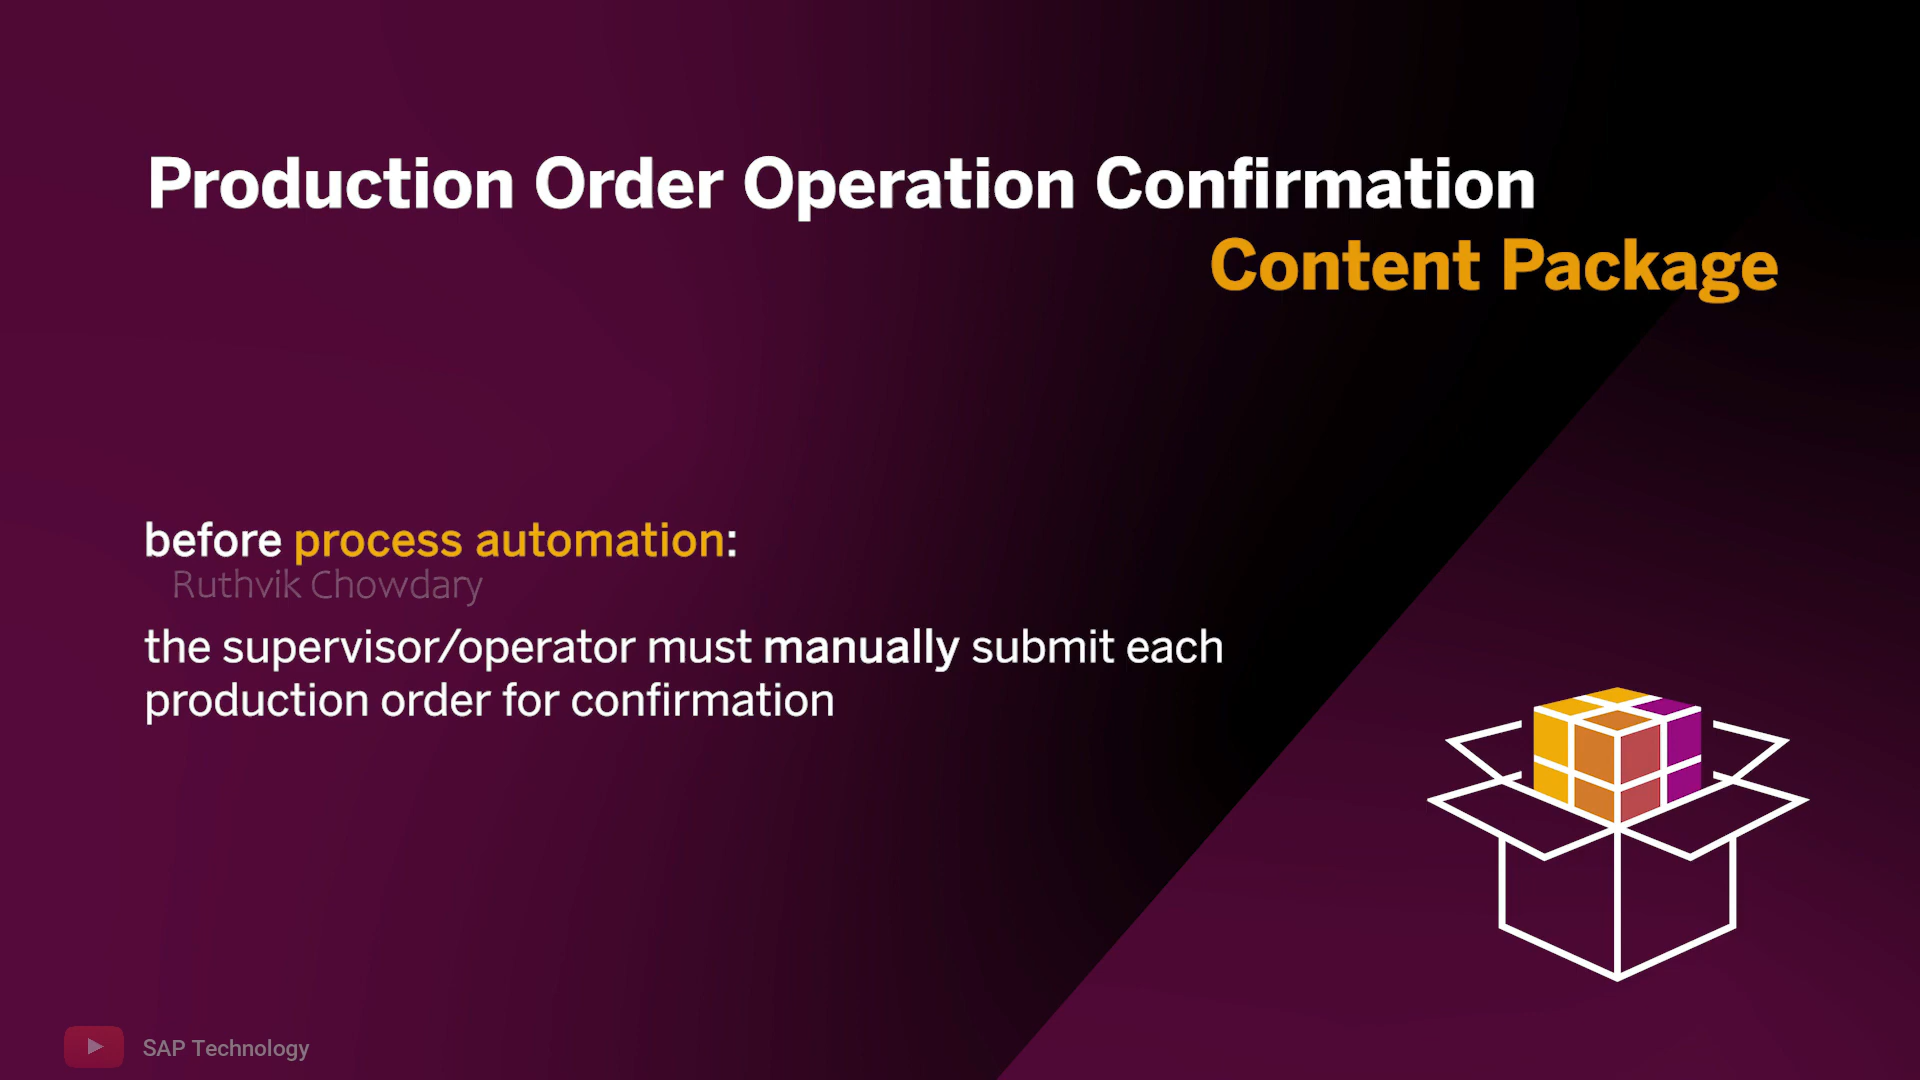 Production Order Operation Confirmation
Content Package
before process automation:
Ruthvik Chowdary
the supervisor/operator must manually submit each
production order for confirmation
SAP Technology